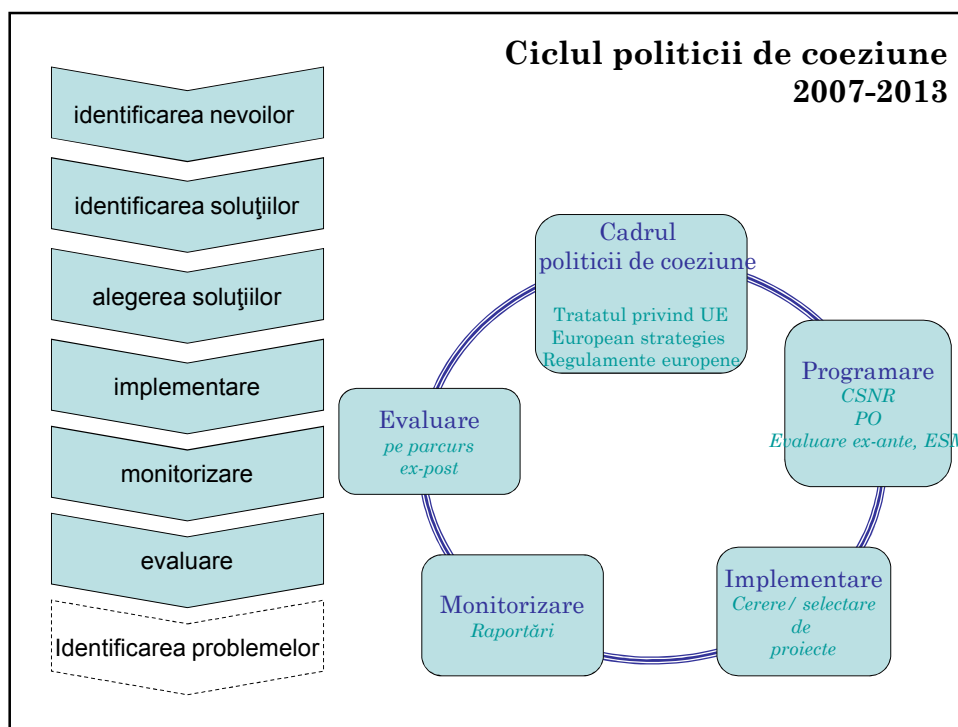 Ciclul politicii de coeziune
2007-2013
identificarea nevoilor
identificarea soluţiilor
alegerea soluţiilor
implementare
monitorizare
evaluare
Identificarea problemelor
Cadrul
politicii de coeziune
Tratatul privind UE
European strategies
Regulamente europene
Programare
CSNR
PO
Evaluare ex-ante, ESM
Implementare
Cerere/ selectare
de
proiecte
Monitorizare
Raportări
Evaluare
pe parcurs
ex-post